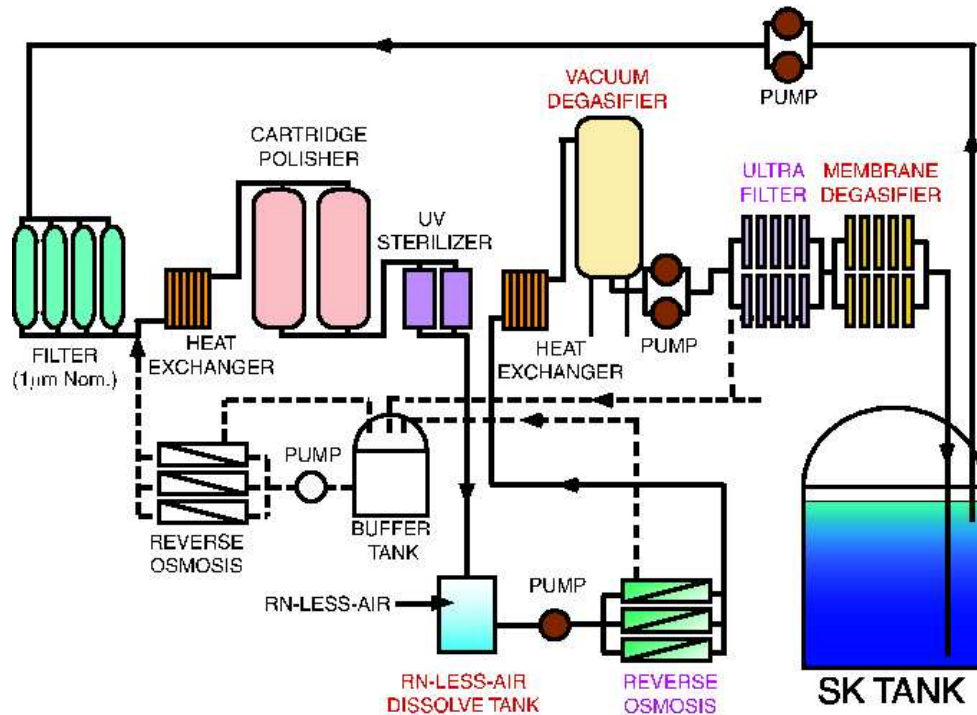 PUMP
VACUUM
DEGASIFIER
CARTRIDGE
POLISHER
ULTRA
FILTER
MEMBRANE
DEGASIFIER
UV
STERILIZER
FILTER
(1μm Nom.)
HEAT
EXCHANGER
HEAT
EXCHANGER
PUMP
PUMP
REVERSE
OSMOSIS
BUFFER
TANK
RN-LESS-AIR
PUMP
RN-LESS-AIR
DISSOLVE TANK
REVERSE
OSMOSIS
SK TANK